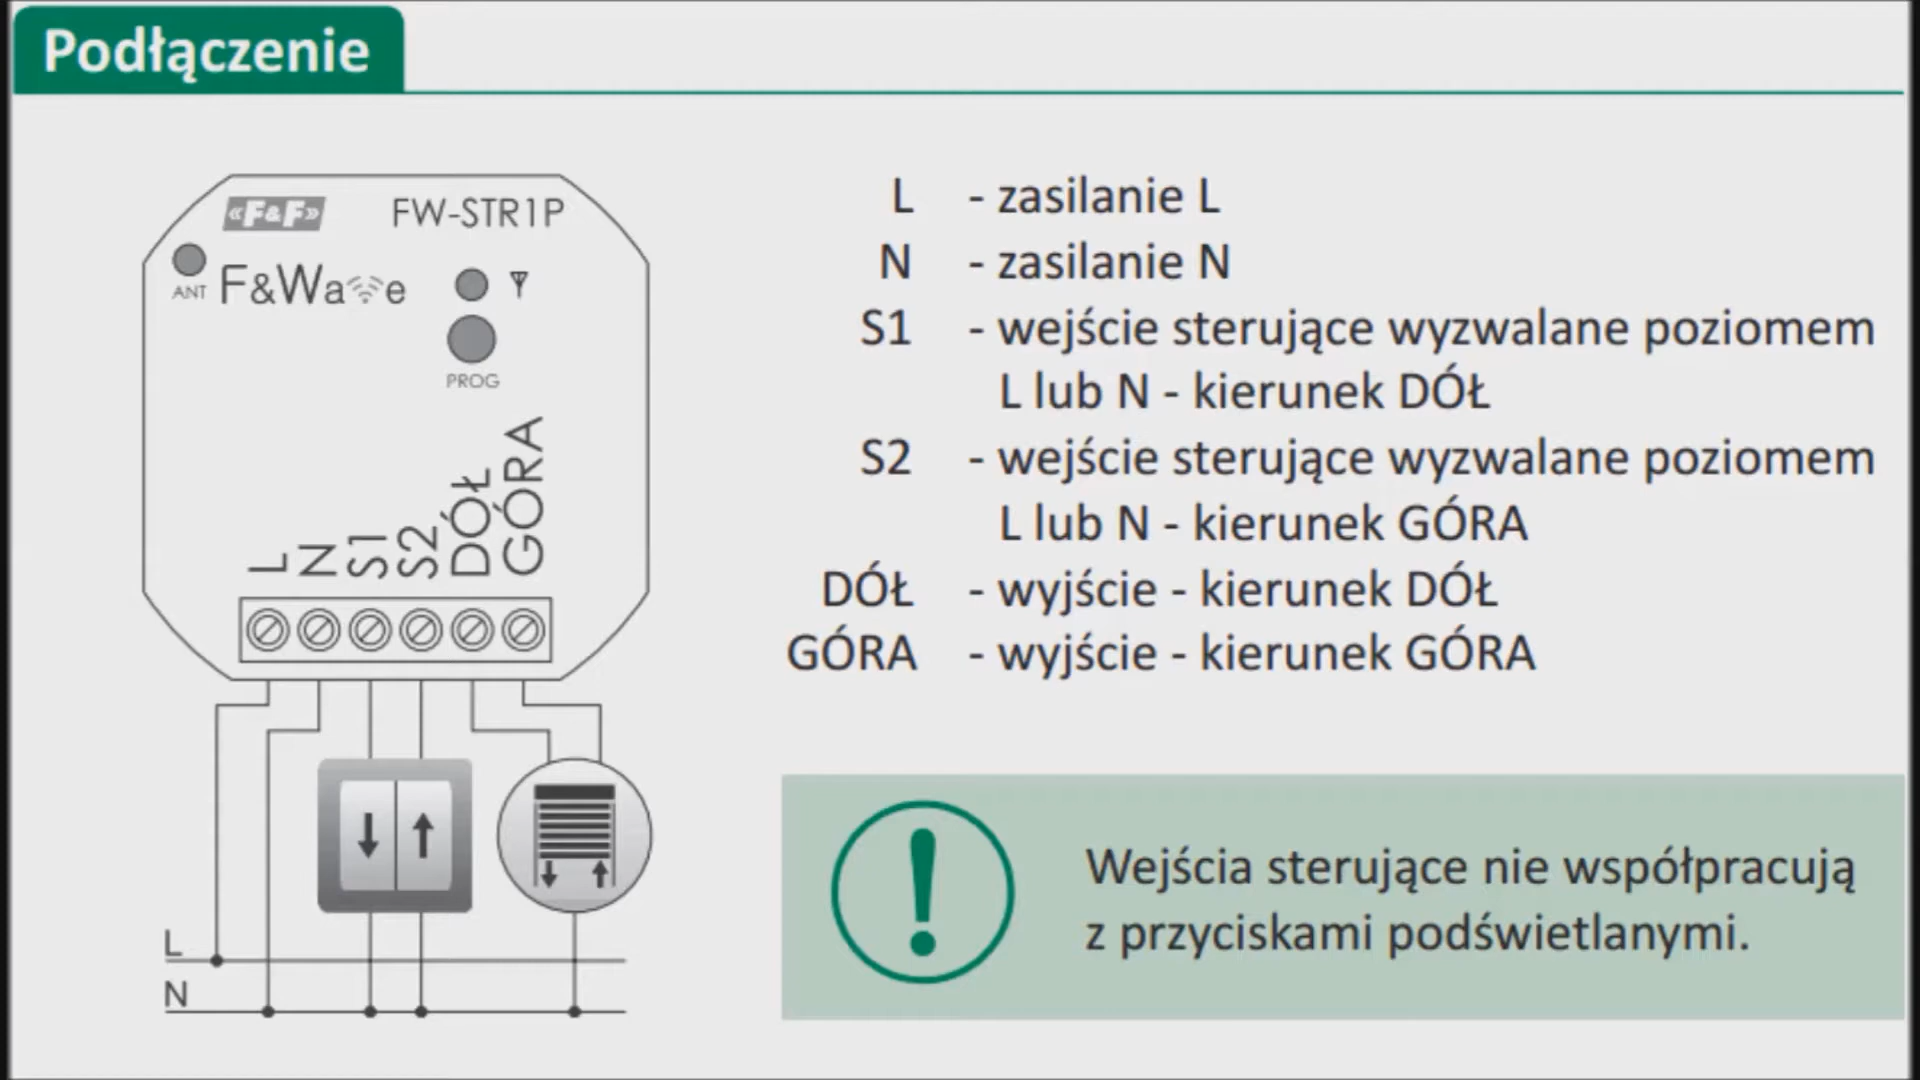 Podłączenie
«F&F» FW-STR1P
ANT F&Wave
PROG
L N S1 S2 DÓŁ GÓRA
L
N
L - zasilanie L
N - zasilanie N
S1 - wejście sterujące wyzwalane poziomem
L lub N - kierunek DÓŁ
S2 - wejście sterujące wyzwalane poziomem
L lub N - kierunek GÓRA
DÓŁ - wyjście - kierunek DÓŁ
GÓRA - wyjście - kierunek GÓRA
Wejścia sterujące nie współpracują
z przyciskami podświetlanymi.